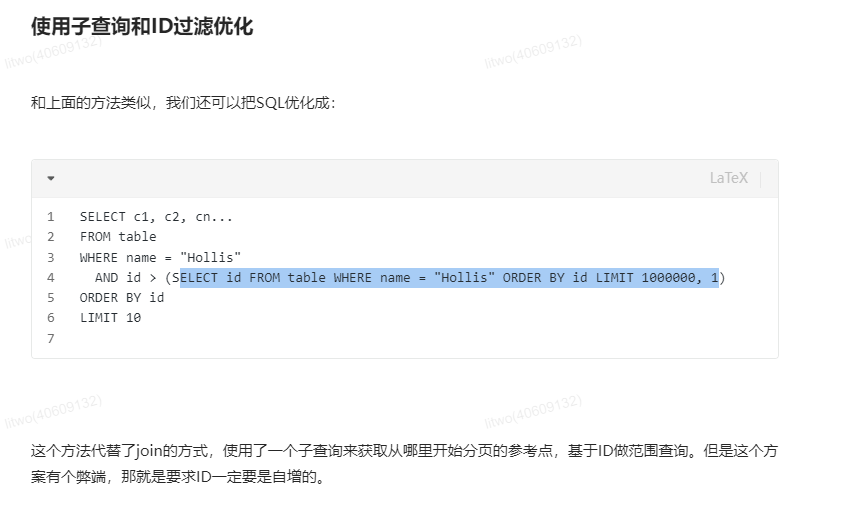 使用子查询和ID过滤优化
litwo(40609132)
litwo(40609132)
和上面的方法类似，我们还可以把SQL优化成：
LaTeX
1 SELECT c1, c2, cn...
2 FROM table
3 WHERE name = "Hollis"
litwo
4 AND id > (SELECT id FROM table WHERE name = "Hollis" ORDER BY id LIMIT 1000000, 1)
5 ORDER BY id
6 LIMIT 10
7
litwo(40609132)
litwo(40609132)
这个方法代替了join的方式，使用了一个子查询来获取从哪里开始分页的参考点，基于ID做范围查询。但是这个方
案有个弊端，那就是要求ID一定要是自增的。